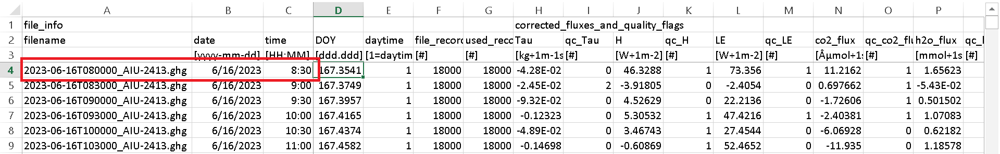 A B C D E F G H I J K L M N O P
1 file_info corrected_fluxes_and_quality_flags
2 filename date time DOY daytime file_record used_reco Tau qc_Tau H qc_H LE qc_LE co2_flux qc_co2_flu h2o_flux qc_l
3 [yyyy-mm-dd] [HH:MM] [ddd.ddd] [1=daytim [#] [#] [kg+1m-1s [#] [W+1m-2] [#] [W+1m-2] [#] [Âµmol+1s [#] [mmol+1s [#]
4 2023-06-16T080000_AIU-2413.ghg 6/16/2023 8:30 167.3541 1 18000 18000 -4.28E-02 0 46.3288 1 73.356 1 11.2162 1 1.65623
5 2023-06-16T083000_AIU-2413.ghg 6/16/2023 9:00 167.3749 1 18000 18000 -2.45E-02 2 -3.91805 0 -2.4054 0 0.697662 1 -5.43E-02
6 2023-06-16T090000_AIU-2413.ghg 6/16/2023 9:30 167.3957 1 18000 18000 -9.32E-02 0 4.52629 0 22.2136 0 -1.72606 1 0.501502
7 2023-06-16T093000_AIU-2413.ghg 6/16/2023 10:00 167.4165 1 18000 18000 -0.12323 0 5.30532 1 47.4216 1 -2.40381 1 1.07083
8 2023-06-16T100000_AIU-2413.ghg 6/16/2023 10:30 167.4374 1 18000 18000 -4.89E-02 0 3.46743 1 27.4544 0 -6.06928 0 0.62182
9 2023-06-16T103000_AIU-2413.ghg 6/16/2023 11:00 167.4582 1 18000 18000 -0.14698 0 -0.60869 1 52.4652 0 -11.935 0 1.18578